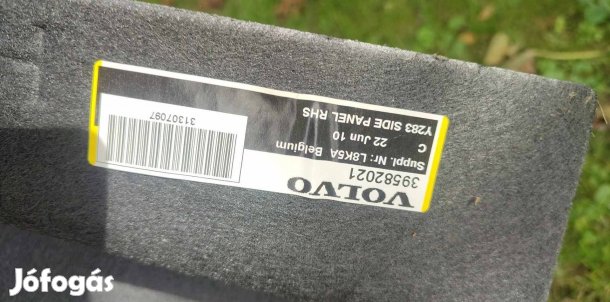 VOLVO
39582021
Suppl. Nr: L8K5A Belgium
22 Jun 10
C
Y283 SIDE PANEL RHS
31307097
Jófogás